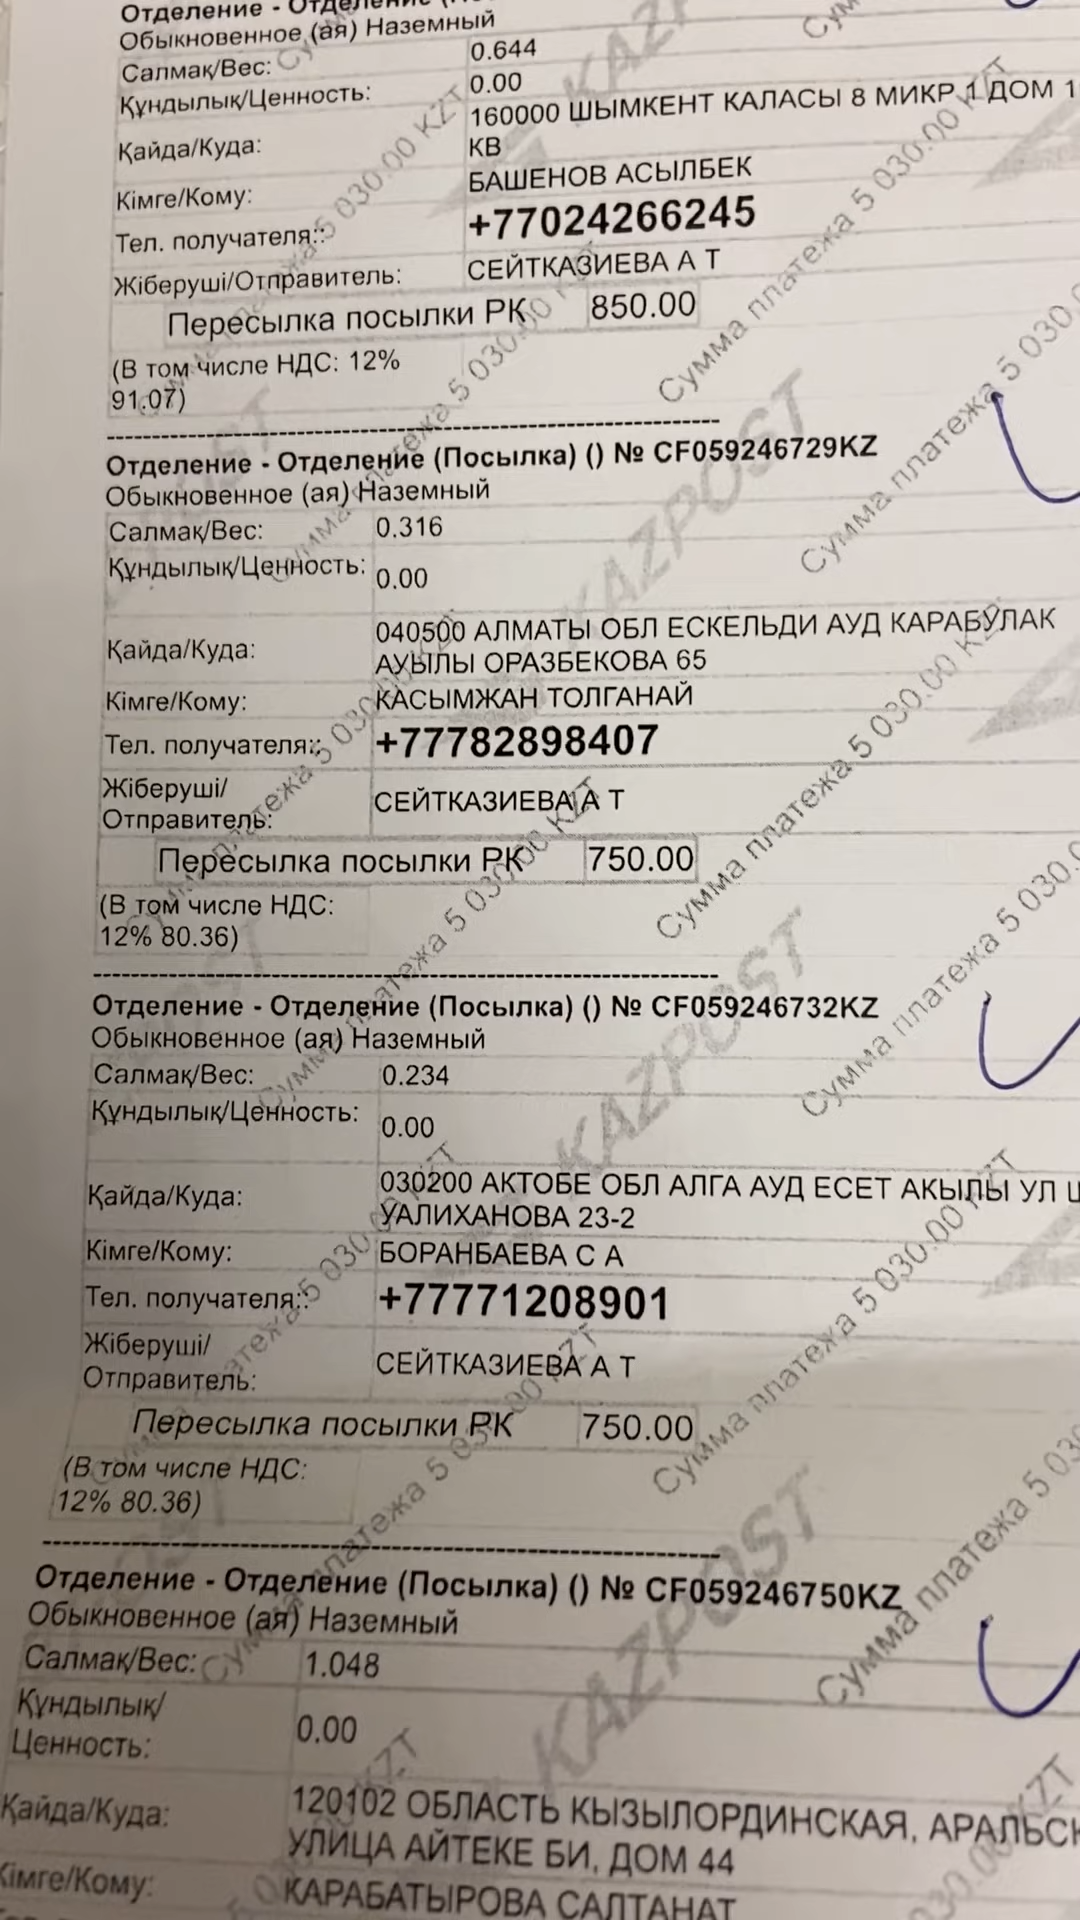 Отделение - Отделение
Обыкновенное (ая) Наземный
Салмақ/Вес: 0.644
Құндылық/Ценность: 0.00
Қайда/Куда: 160000 ШЫМКЕНТ КАЛАСЫ 8 МИКР 1 ДОМ 1
КВ
Кімге/Кому: БАШЕНОВ АСЫЛБЕК
Тел. получателя:: +77024266245
Жіберуші/Отправитель: СЕЙТКАЗИЕВА А Т
Пересылка посылки РК 850.00
(В том числе НДС: 12%
91.07)
Отделение - Отделение (Посылка) () № CF059246729KZ
Обыкновенное (ая) Наземный
Салмақ/Вес: 0.316
Құндылық/Ценность: 0.00
Қайда/Куда: 040500 АЛМАТЫ ОБЛ ЕСКЕЛЬДИ АУД КАРАБУЛАК
АУЫЛЫ ОРАЗБЕКОВА 65
Кімге/Кому: КАСЫМЖАН ТОЛГАНАЙ
Тел. получателя:: +77782898407
Жіберуші/
Отправитель: СЕЙТКАЗИЕВА А Т
Пересылка посылки РК 750.00
(В том числе НДС:
12% 80.36)
Отделение - Отделение (Посылка) () № CF059246732KZ
Обыкновенное (ая) Наземный
Салмақ/Вес: 0.234
Құндылық/Ценность: 0.00
Қайда/Куда: 030200 АКТОБЕ ОБЛ АЛГА АУД ЕСЕТ АКЫЛЫ УЛ
УАЛИХАНОВА 23-2
Кімге/Кому: БОРАНБАЕВА С А
Тел. получателя:: +77771208901
Жіберуші/
Отправитель: СЕЙТКАЗИЕВА А Т
Пересылка посылки РК 750.00
(В том числе НДС:
12% 80.36)
Отделение - Отделение (Посылка) () № CF059246750KZ
Обыкновенное (ая) Наземный
Салмақ/Вес: 1.048
Құндылық/
Ценность: 0.00
Қайда/Куда: 120102 ОБЛАСТЬ КЫЗЫЛОРДИНСКАЯ, АРАЛЬСК
УЛИЦА АЙТЕКЕ БИ, ДОМ 44
Кімге/Кому: КАРАБАТЫРОВА САЛТАНАТ
KAZPOST
Сумма платежа 5 030.00 KZT